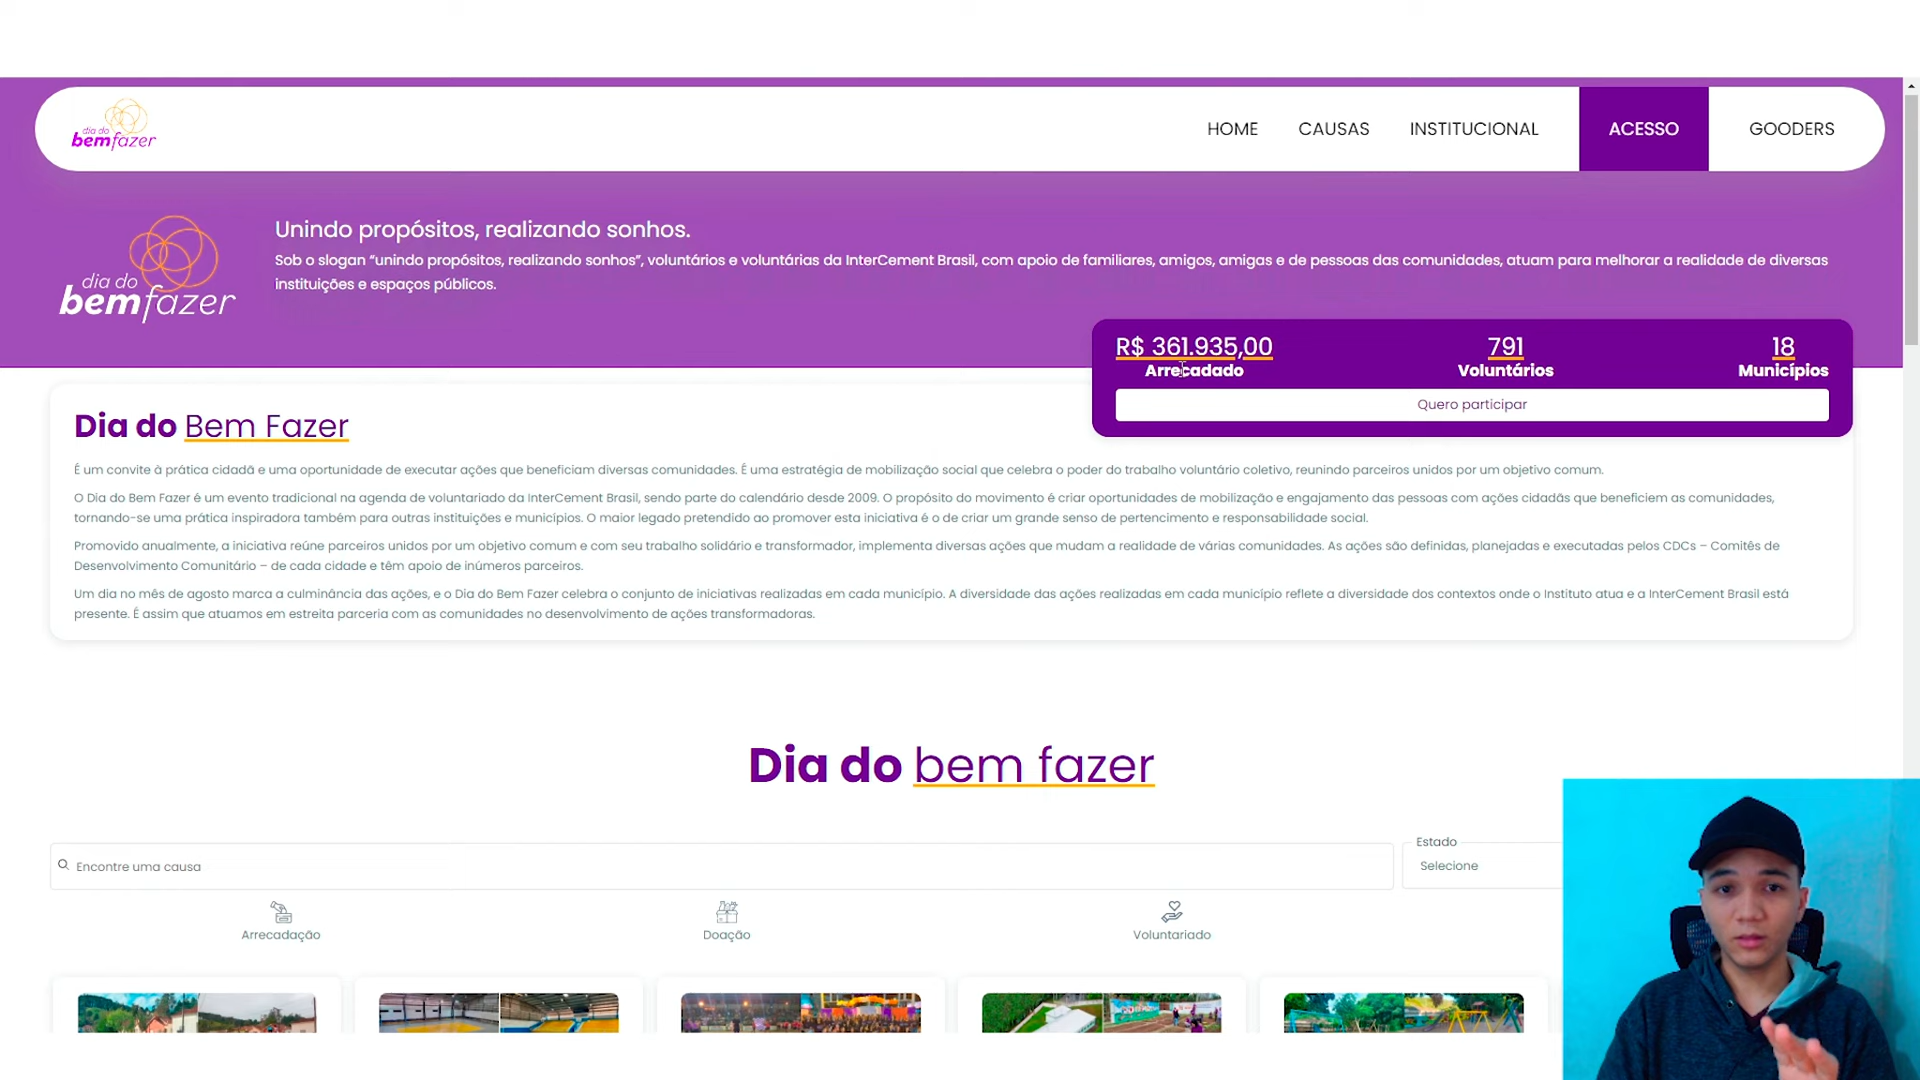 dia do
bemfazer
HOME
CAUSAS
INSTITUCIONAL
ACESSO
GOODERS
dia do
bemfazer
Unindo propósitos, realizando sonhos.
Sob o slogan “unindo propósitos, realizando sonhos”, voluntários e voluntárias da InterCement Brasil, com apoio de familiares, amigos, amigas e de pessoas das comunidades, atuam para melhorar a realidade de diversas
instituições e espaços públicos.
R$ 361.935,00
Arrecadado
791
Voluntários
18
Municípios
Quero participar
Dia do Bem Fazer
É um convite à prática cidadã e uma oportunidade de executar ações que beneficiam diversas comunidades. É uma estratégia de mobilização social que celebra o poder do trabalho voluntário coletivo, reunindo parceiros unidos por um objetivo comum.
O Dia do Bem Fazer é um evento tradicional na agenda de voluntariado da InterCement Brasil, sendo parte do calendário desde 2009. O propósito do movimento é criar oportunidades de mobilização e engajamento das pessoas com ações cidadãs que beneficiem as comunidades,
tornando-se uma prática inspiradora também para outras instituições e municípios. O maior legado pretendido ao promover esta iniciativa é o de criar um grande senso de pertencimento e responsabilidade social.
Promovido anualmente, a iniciativa reúne parceiros unidos por um objetivo comum e com seu trabalho solidário e transformador, implementa diversas ações que mudam a realidade de várias comunidades. As ações são definidas, planejadas e executadas pelos CDCs – Comitês de
Desenvolvimento Comunitário – de cada cidade e têm apoio de inúmeros parceiros.
Um dia no mês de agosto marca a culminância das ações, e o Dia do Bem Fazer celebra o conjunto de iniciativas realizadas em cada município. A diversidade das ações realizadas em cada município reflete a diversidade dos contextos onde o Instituto atua e a InterCement Brasil está
presente. É assim que atuamos em estreita parceria com as comunidades no desenvolvimento de ações transformadoras.
Dia do bem fazer
Encontre uma causa
Estado
Selecione
Arrecadação
Doação
Voluntariado